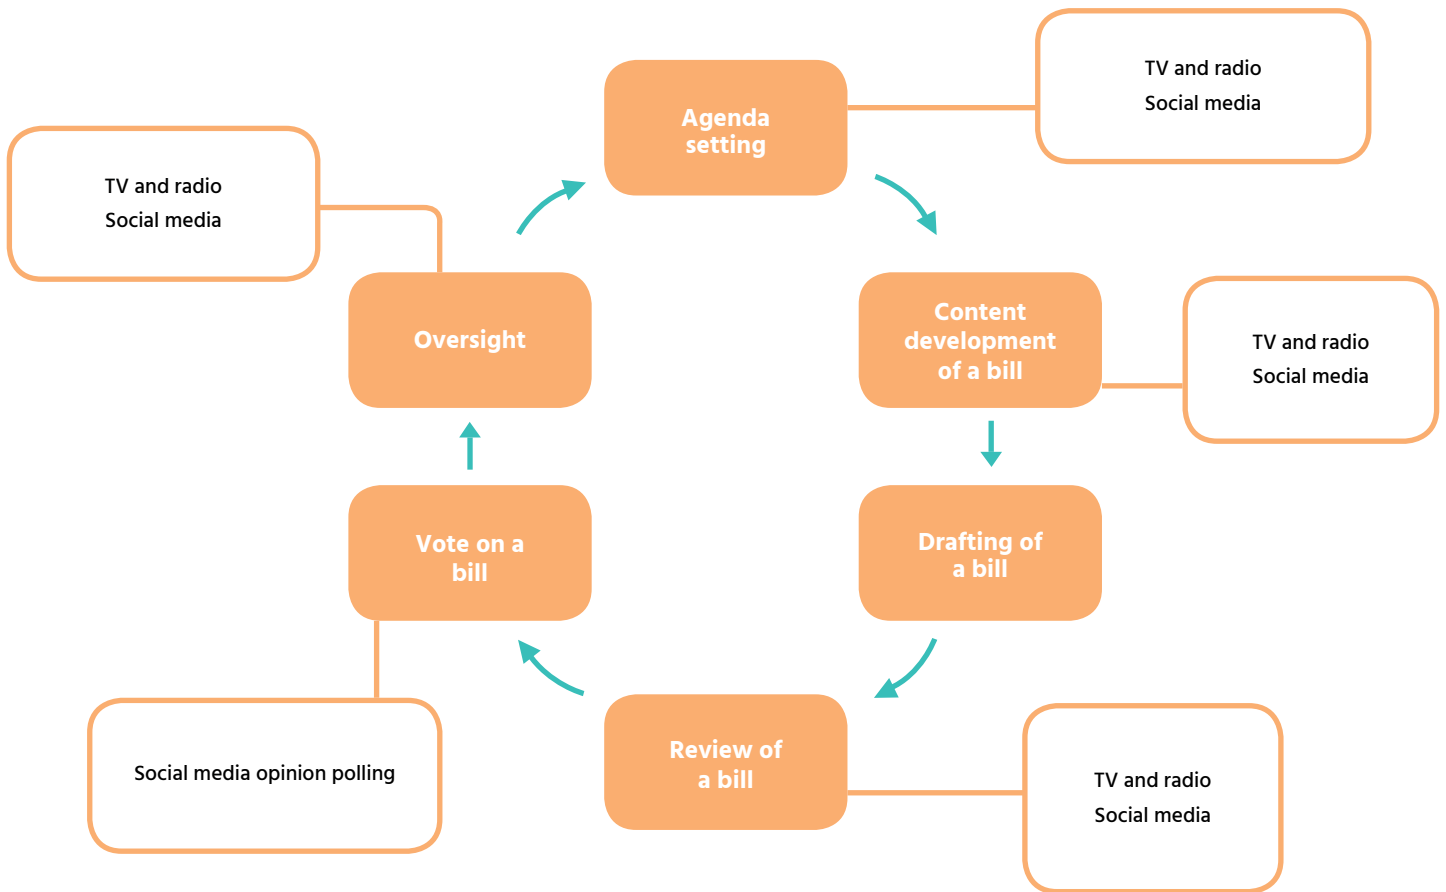 Agenda
setting
TV and radio
Social media
Content
development
of a bill
TV and radio
Social media
Drafting of
a bill
Review of
a bill
TV and radio
Social media
Vote on a
bill
Social media opinion polling
Oversight
TV and radio
Social media